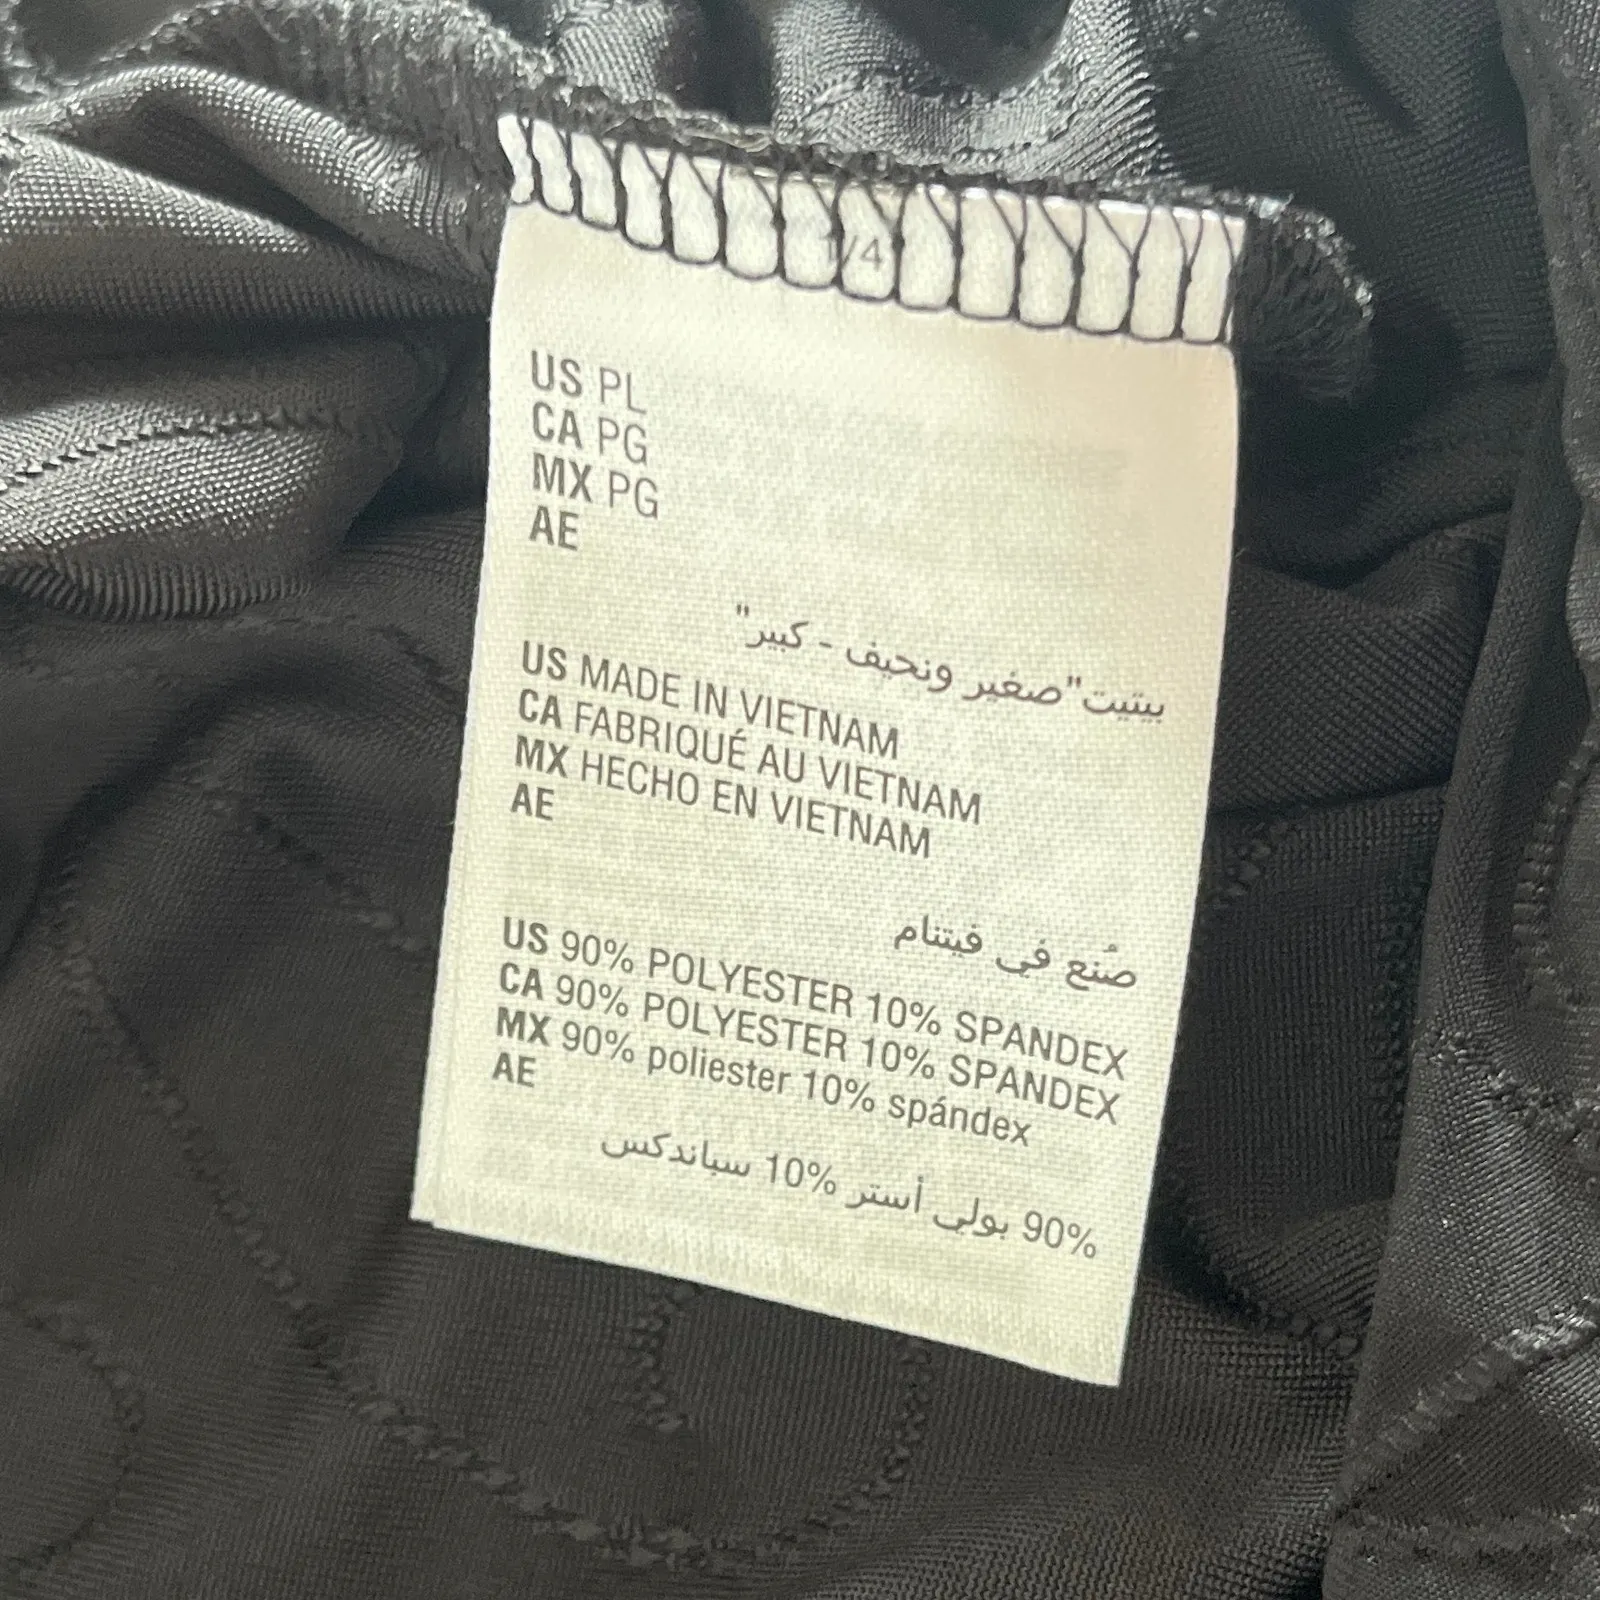 1/4
US PL
CA PG
MX PG
AE
بيتيت"صغير ونحيف - كبير"
US MADE IN VIETNAM
CA FABRIQUÉ AU VIETNAM
MX HECHO EN VIETNAM
AE
صُنع في فيتنام
US 90% POLYESTER 10% SPANDEX
CA 90% POLYESTER 10% SPANDEX
MX 90% poliester 10% spándex
AE
90% بولي أستر 10% سباندكس